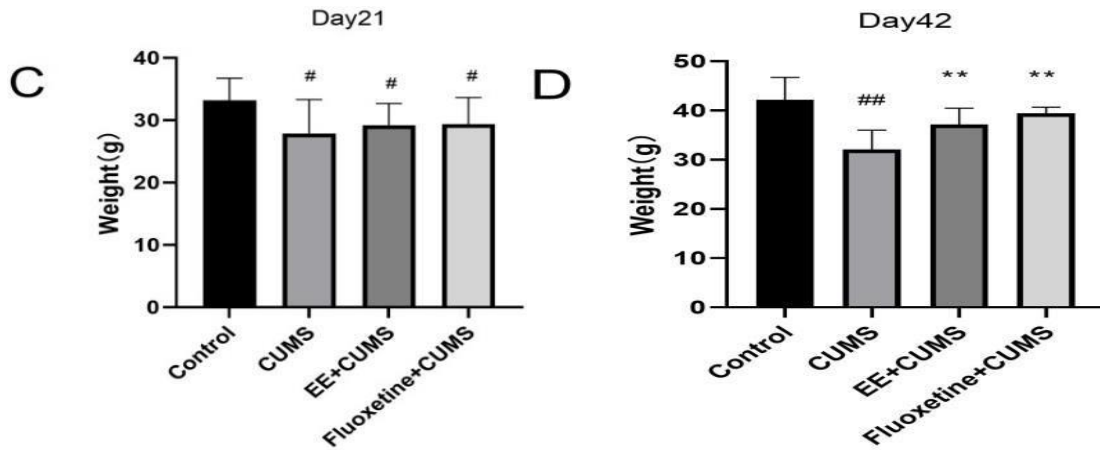 Day21
C
40
30
20
10
0
Weight(g)
#
#
#
Control
CUMS
EE+CUMS
Fluoxetine+CUMS
Day42
D
50
40
30
20
10
0
Weight(g)
##
**
**
Control
CUMS
EE+CUMS
Fluoxetine+CUMS